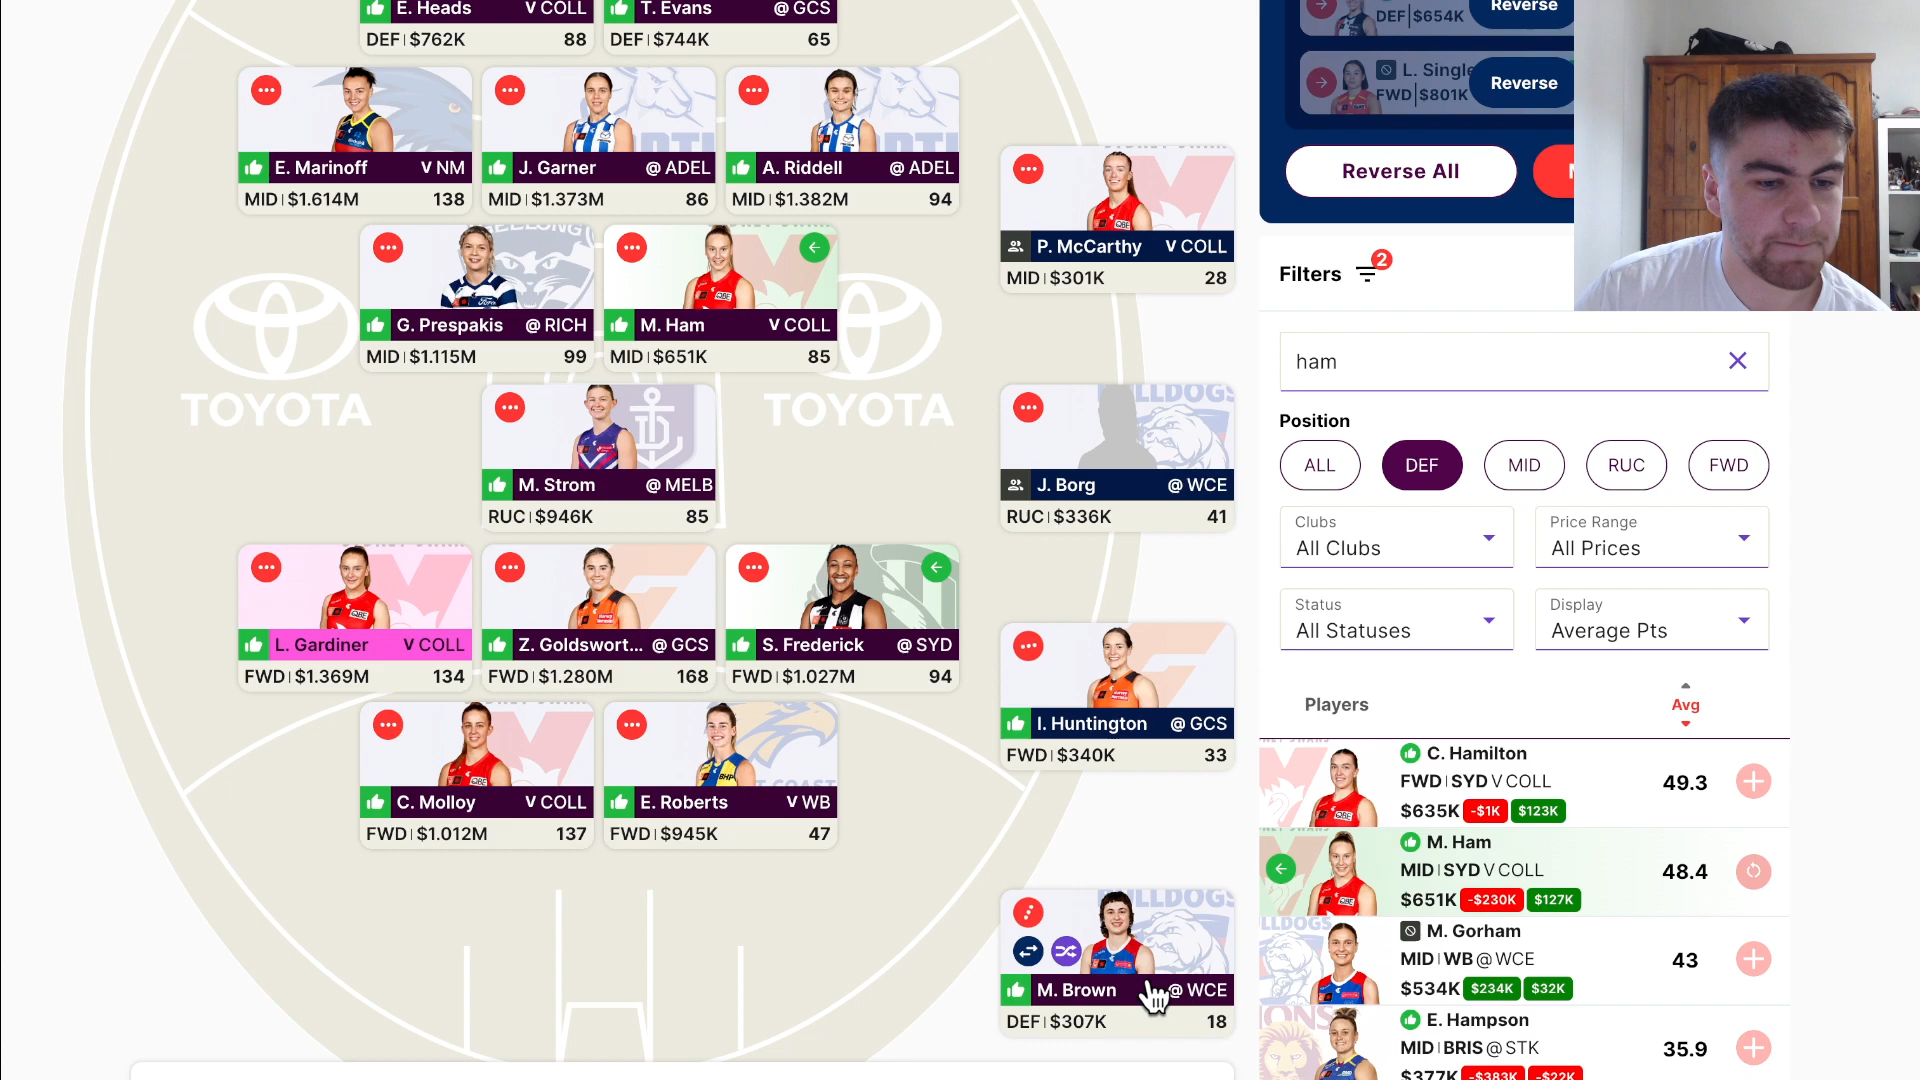 E. Heads V COLL
DEF | $762K 88
T. Evans @ GCS
DEF | $744K 65
E. Marinoff V NM
MID | $1.614M 138
J. Garner @ ADEL
MID | $1.373M 86
A. Riddell @ ADEL
MID | $1.382M 94
G. Prespakis @ RICH
MID | $1.115M 99
M. Ham V COLL
MID | $651K 85
TOYOTA
TOYOTA
M. Strom @ MELB
RUC | $946K 85
L. Gardiner V COLL
FWD | $1.369M 134
Z. Goldswort... @ GCS
FWD | $1.280M 168
S. Frederick @ SYD
FWD | $1.027M 94
C. Molloy V COLL
FWD | $1.012M 137
E. Roberts V WB
FWD | $945K 47
P. McCarthy V COLL
MID | $301K 28
J. Borg @ WCE
RUC | $336K 41
I. Huntington @ GCS
FWD | $340K 33
M. Brown @ WCE
DEF | $307K 18
DEF | $654K
Reverse
L. Single
FWD | $801K
Reverse
Reverse All
Filters 2
ham
Position
ALL DEF MID RUC FWD
Clubs
All Clubs
Price Range
All Prices
Status
All Statuses
Display
Average Pts
Players Avg
C. Hamilton
FWD | SYD V COLL 49.3
$635K -$1K $123K
M. Ham
MID | SYD V COLL 48.4
$651K -$230K $127K
M. Gorham
MID | WB @ WCE 43
$534K $234K $32K
E. Hampson
MID | BRIS @ STK 35.9
$377K -$383K -$22K